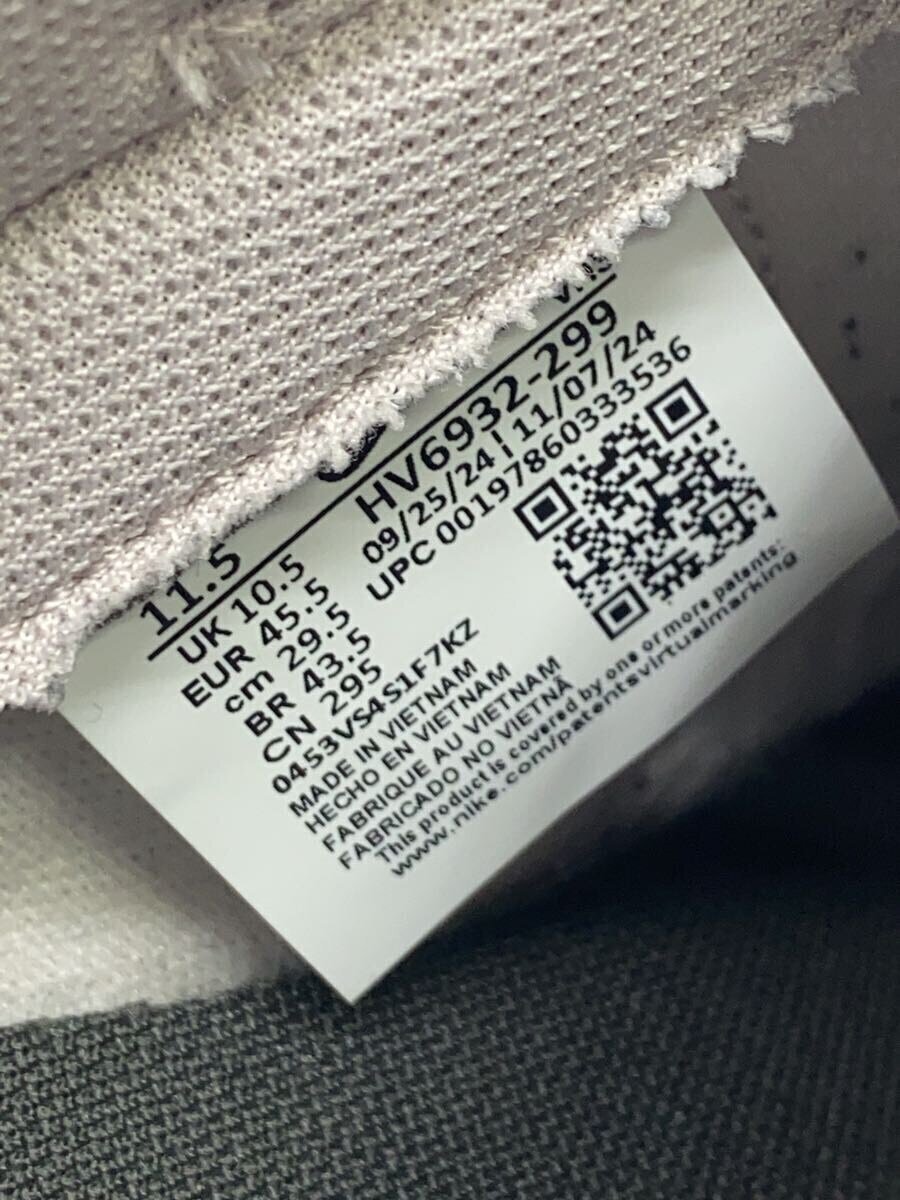 11.5
UK 10.5
EUR 45.5
cm 29.5
BR 43.5
CN 295
HV6932-299
09/25/24 | 11/07/24
UPC 00197860333536
0453VS4S1F7KZ
MADE IN VIETNAM
HECHO EN VIETNAM
FABRIQUE AU VIETNAM
FABRICADO NO VIETNÃ
This product is covered by one or more patents:
www.nike.com/patentsvirtualmarking